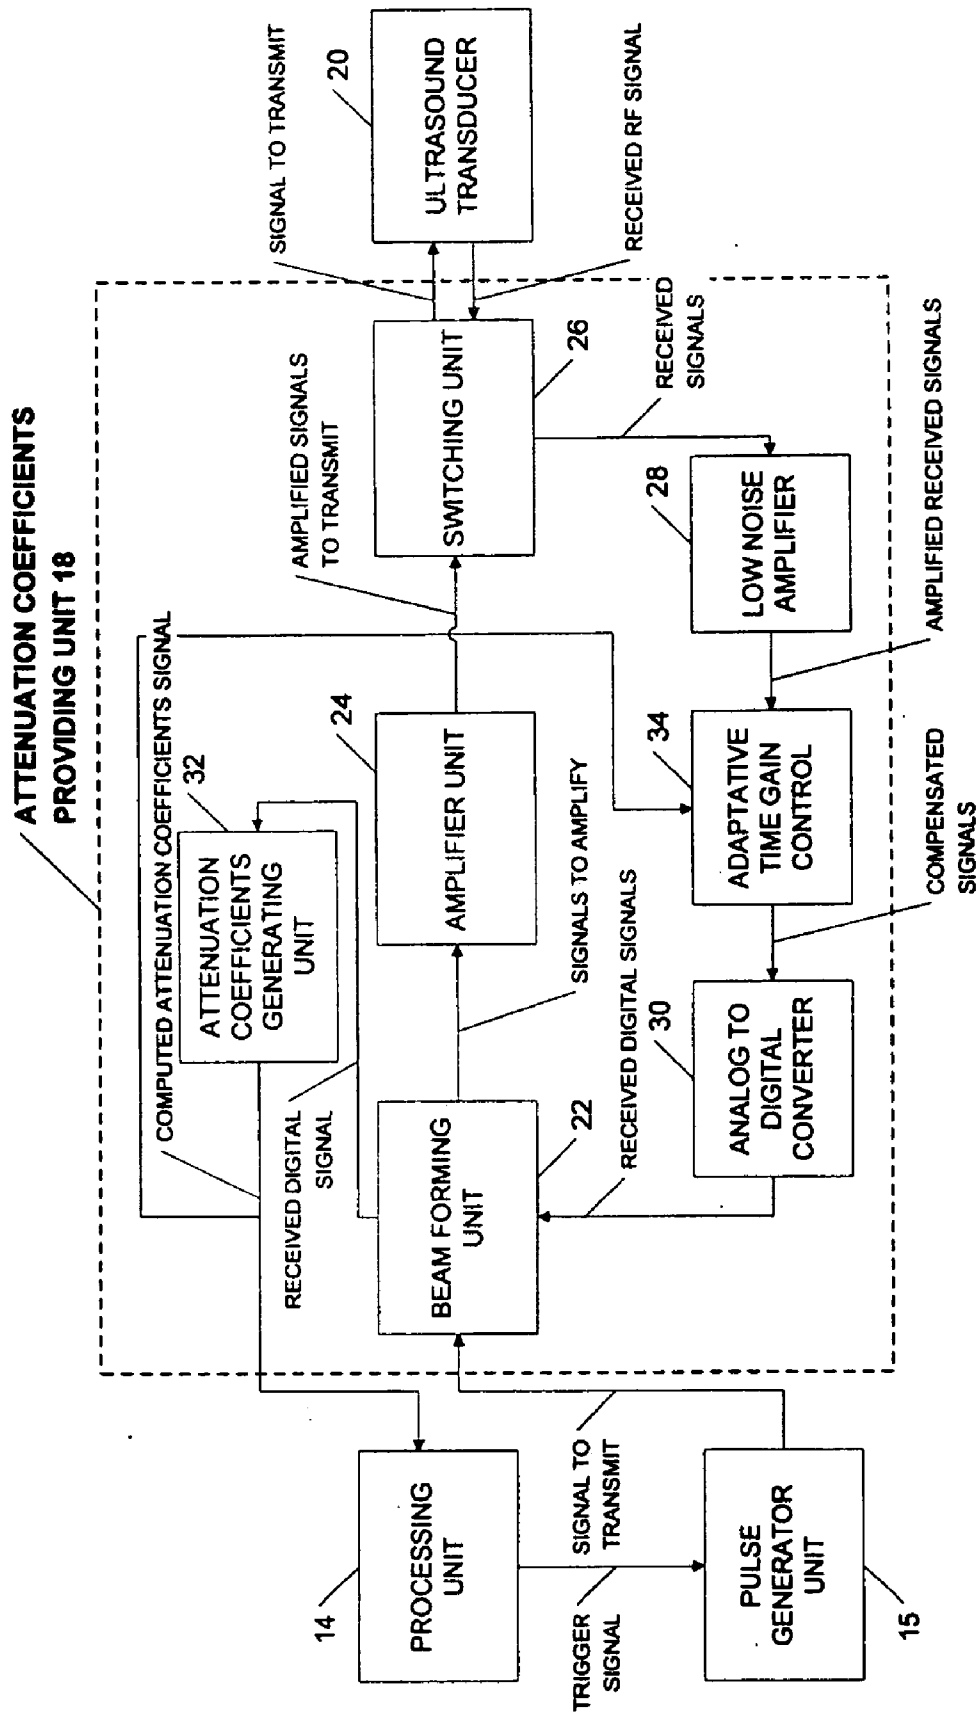 ATTENUATION COEFFICIENTS
PROVIDING UNIT 18
COMPUTED ATTENUATION COEFFICIENTS SIGNAL
32
ATTENUATION
COEFFICIENTS
GENERATING
UNIT
RECEIVED DIGITAL
SIGNAL
AMPLIFIED SIGNALS
TO TRANSMIT
SIGNAL TO TRANSMIT
20
ULTRASOUND
TRANSDUCER
RECEIVED RF SIGNAL
14
PROCESSING
UNIT
BEAM FORMING
UNIT
22
24
AMPLIFIER UNIT
SIGNALS TO AMPLIFY
SWITCHING UNIT
26
RECEIVED
SIGNALS
TRIGGER
SIGNAL
SIGNAL TO
TRANSMIT
RECEIVED DIGITAL SIGNALS
PULSE
GENERATOR
UNIT
15
30
ANALOG TO
DIGITAL
CONVERTER
34
ADAPTATIVE
TIME GAIN
CONTROL
28
LOW NOISE
AMPLIFIER
COMPENSATED
SIGNALS
AMPLIFIED RECEIVED SIGNALS